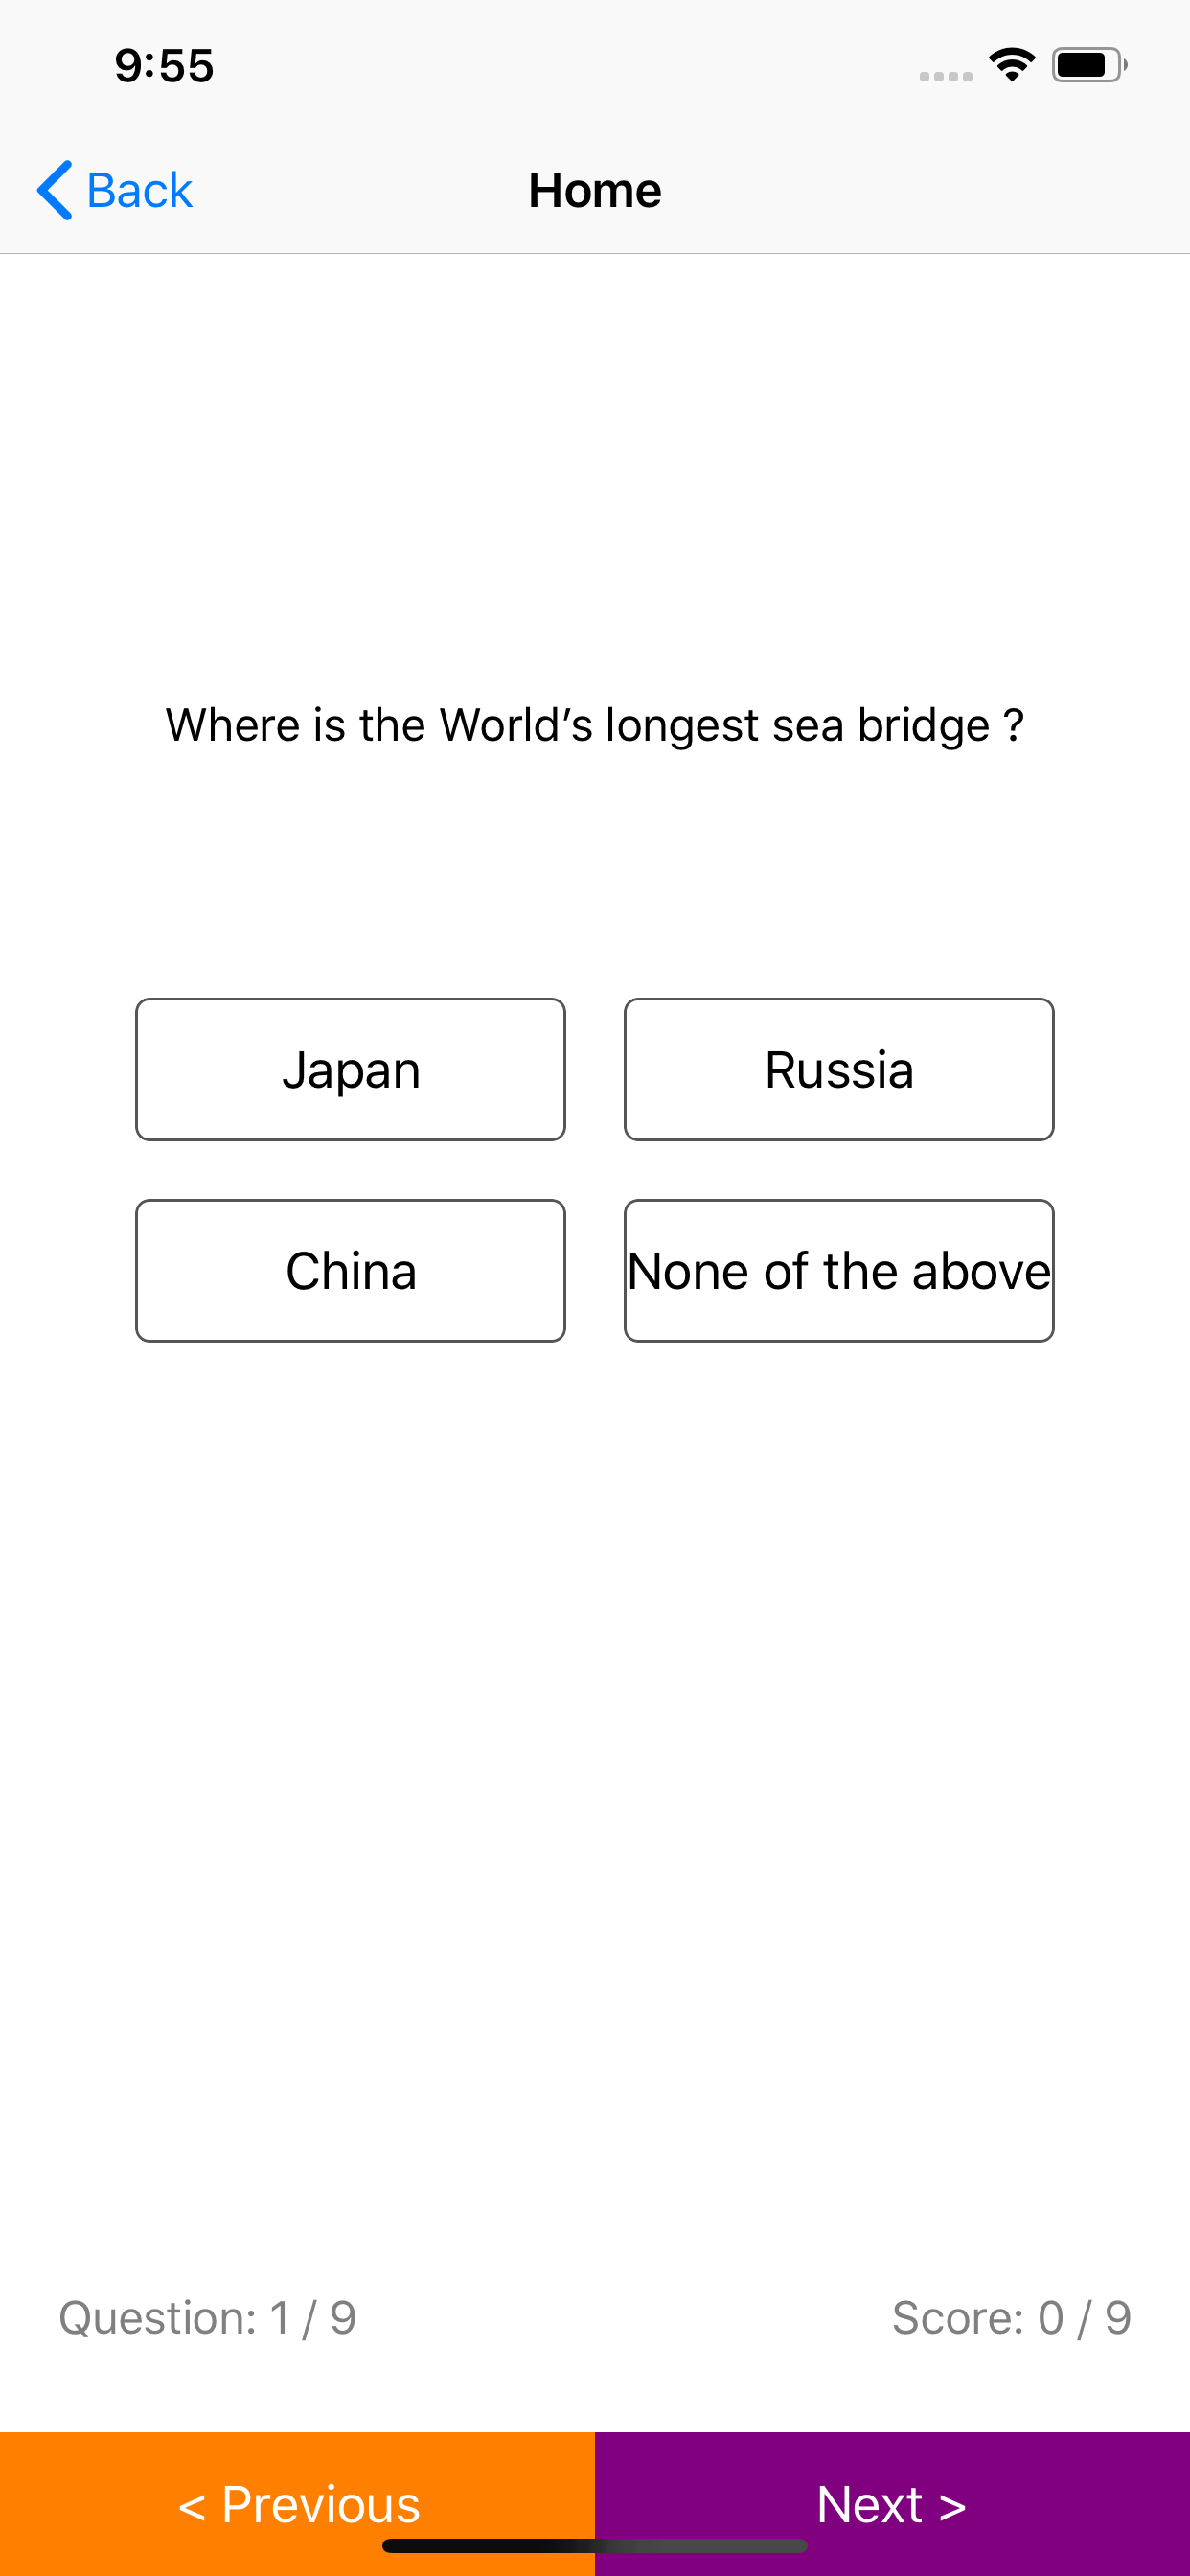 9:55
Back
Home
Where is the World’s longest sea bridge ?
Japan
Russia
China
None of the above
Question: 1 / 9
Score: 0 / 9
< Previous
Next >